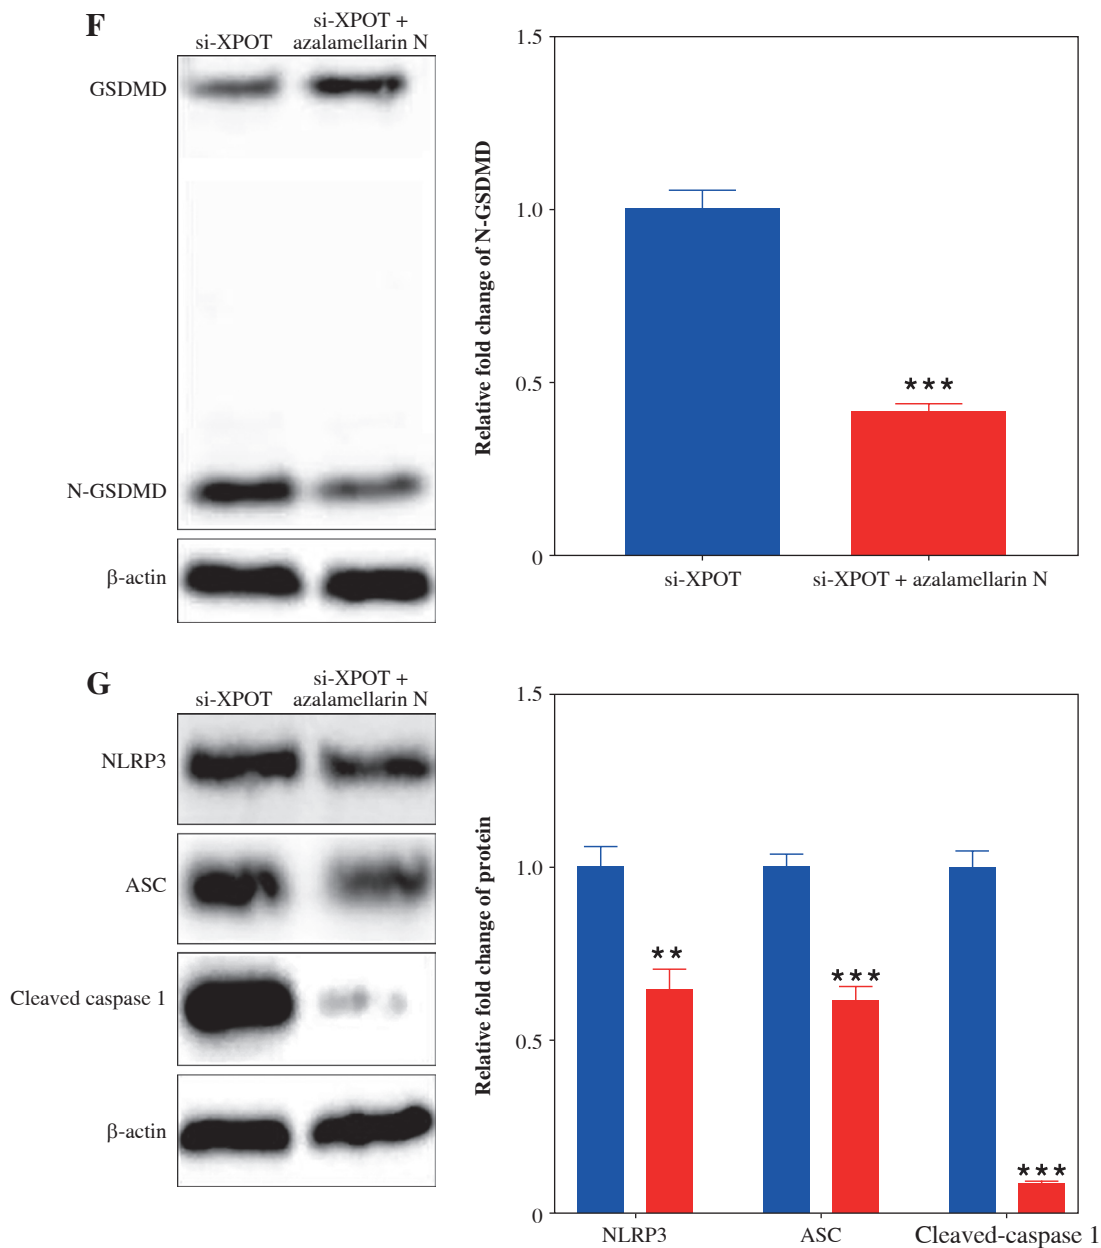 F
si-XPOT
si-XPOT +
azalamellarin N
GSDMD
N-GSDMD
β-actin
Relative fold change of N-GSDMD
1.5
1.0
0.5
0
***
si-XPOT
si-XPOT + azalamellarin N
G
si-XPOT
si-XPOT +
azalamellarin N
NLRP3
ASC
Cleaved caspase 1
β-actin
Relative fold change of protein
1.5
1.0
0.5
0
**
***
***
NLRP3
ASC
Cleaved-caspase 1